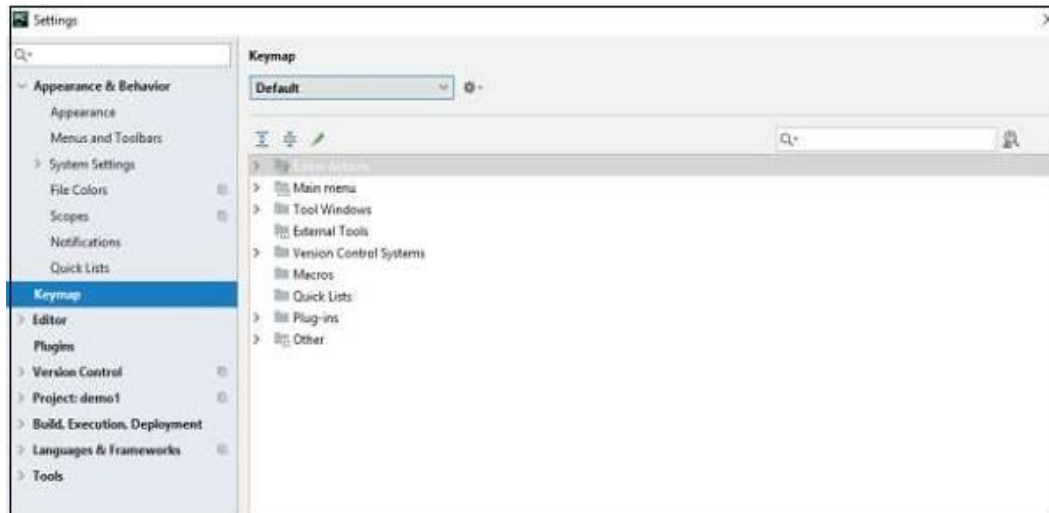 Settings
Appearance & Behavior
Appearance
Menus and Toolbars
System Settings
File Colors
Scopes
Notifications
Quick Lists
Keymap
Editor
Plugins
Version Control
Project: demo1
Build, Execution, Deployment
Languages & Frameworks
Tools
Keymap
Default
Editor Actions
Main menu
Tool Windows
External Tools
Version Control Systems
Macros
Quick Lists
Plug-ins
Other